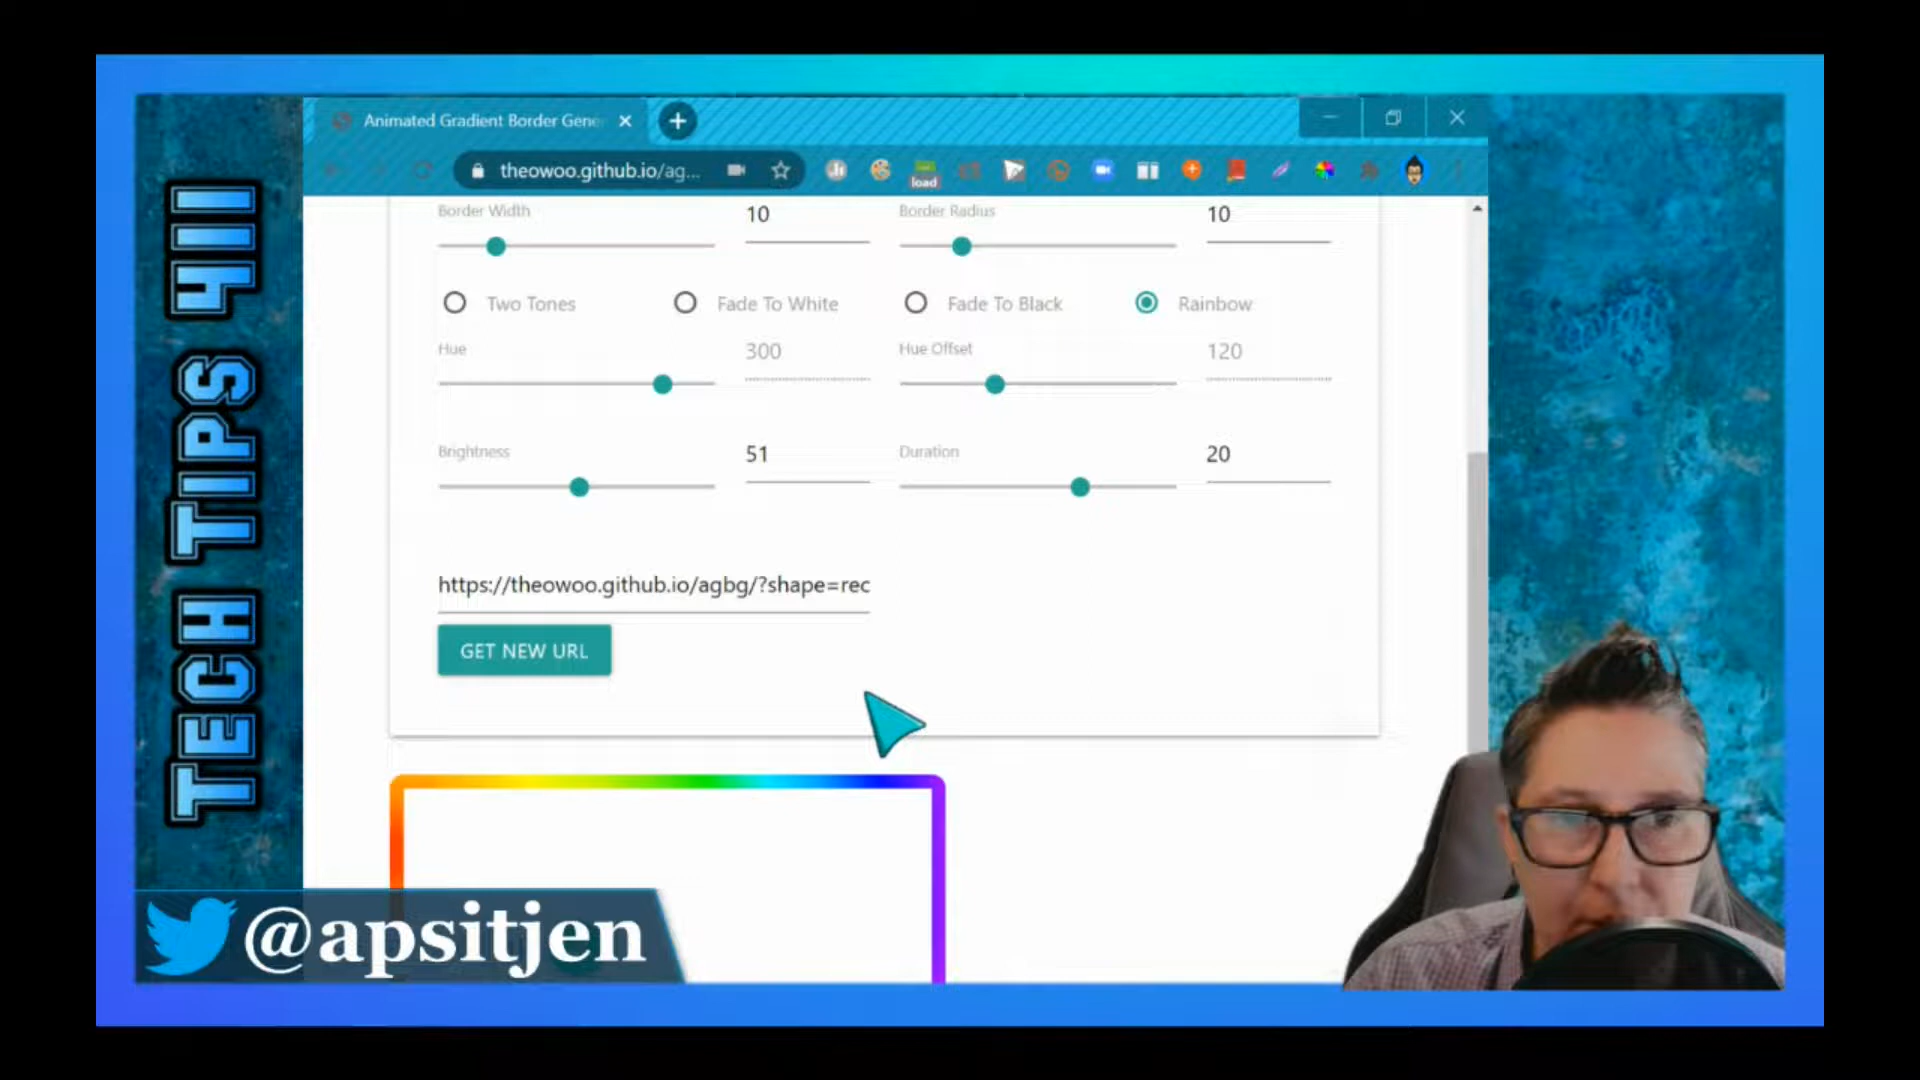 TECH TIPS 411
Animated Gradient Border Gene
theowoo.github.io/ag...
load
Border Width
10
Border Radius
10
Two Tones
Fade To White
Fade To Black
Rainbow
Hue
300
Hue Offset
120
Brightness
51
Duration
20
https://theowoo.github.io/agbg/?shape=rec
GET NEW URL
@apsitjen